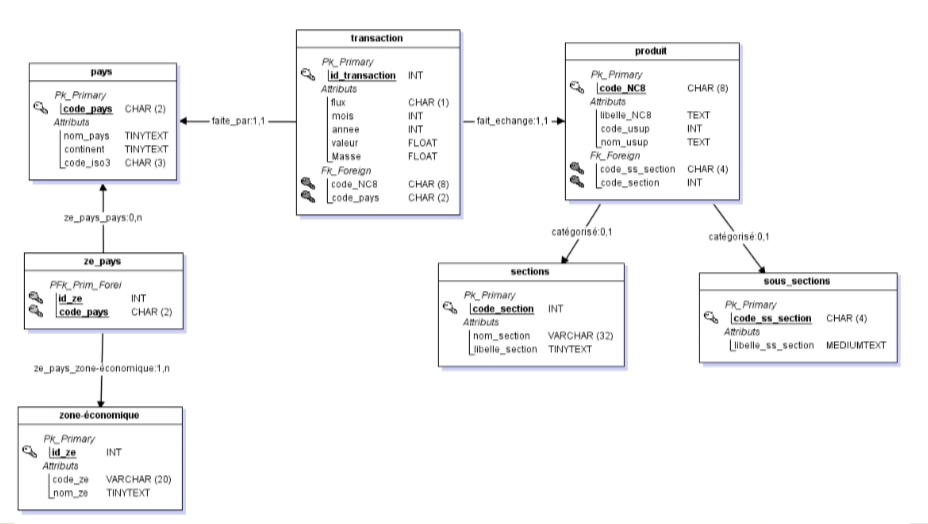 transaction
Pk_Primary
id_transaction INT
Attributs
flux CHAR (1)
mois INT
annee INT
valeur FLOAT
Masse FLOAT
Fk_Foreign
code_NC8 CHAR (8)
code_pays CHAR (2)
produit
Pk_Primary
code_NC8 CHAR (8)
Attributs
libelle_NC8 TEXT
code_usup INT
nom_usup TEXT
Fk_Foreign
code_ss_section CHAR (4)
code_section INT
pays
Pk_Primary
code_pays CHAR (2)
Attributs
nom_pays TINYTEXT
continent TINYTEXT
code_iso3 CHAR (3)
faite_par:1,1
fait_echange:1,1
ze_pays_pays:0,n
catégorisé:0,1
catégorisé:0,1
ze_pays
PFk_Prim_Forei
id_ze INT
code_pays CHAR (2)
sections
Pk_Primary
code_section INT
Attributs
nom_section VARCHAR (32)
libelle_section TINYTEXT
sous_sections
Pk_Primary
code_ss_section CHAR (4)
Attributs
libelle_ss_section MEDIUMTEXT
ze_pays_zone-économique:1,n
zone-économique
Pk_Primary
id_ze INT
Attributs
code_ze VARCHAR (20)
nom_ze TINYTEXT